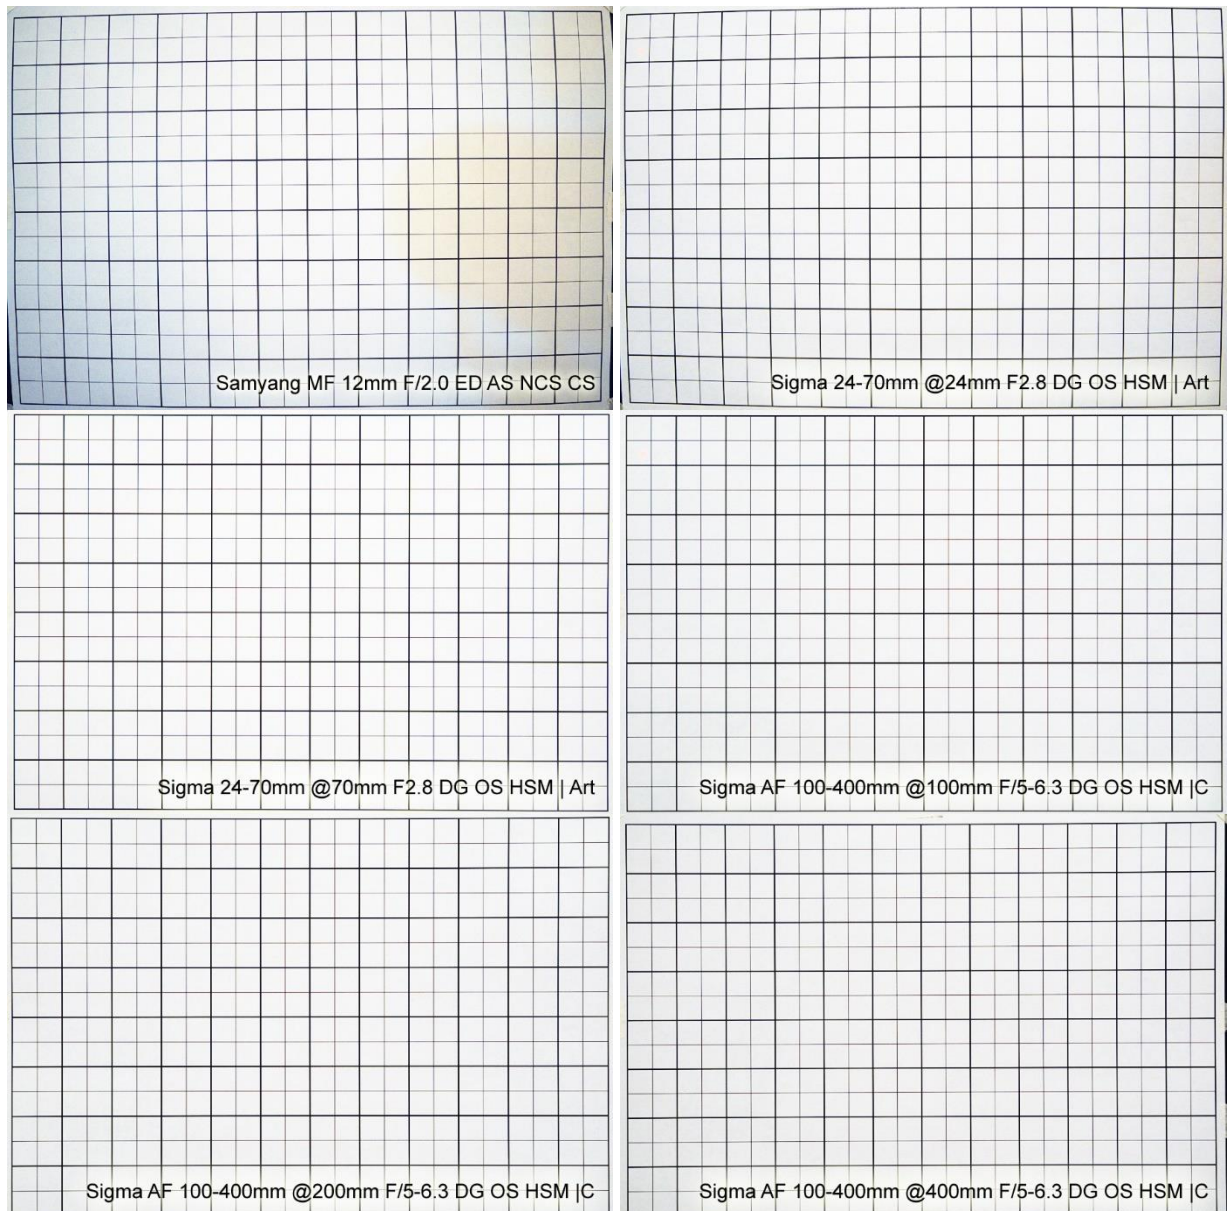 Samyang MF 12mm F/2.0 ED AS NCS CS
Sigma 24-70mm @24mm F2.8 DG OS HSM | Art
Sigma 24-70mm @70mm F2.8 DG OS HSM | Art
Sigma AF 100-400mm @100mm F/5-6.3 DG OS HSM |C
Sigma AF 100-400mm @200mm F/5-6.3 DG OS HSM |C
Sigma AF 100-400mm @400mm F/5-6.3 DG OS HSM |C